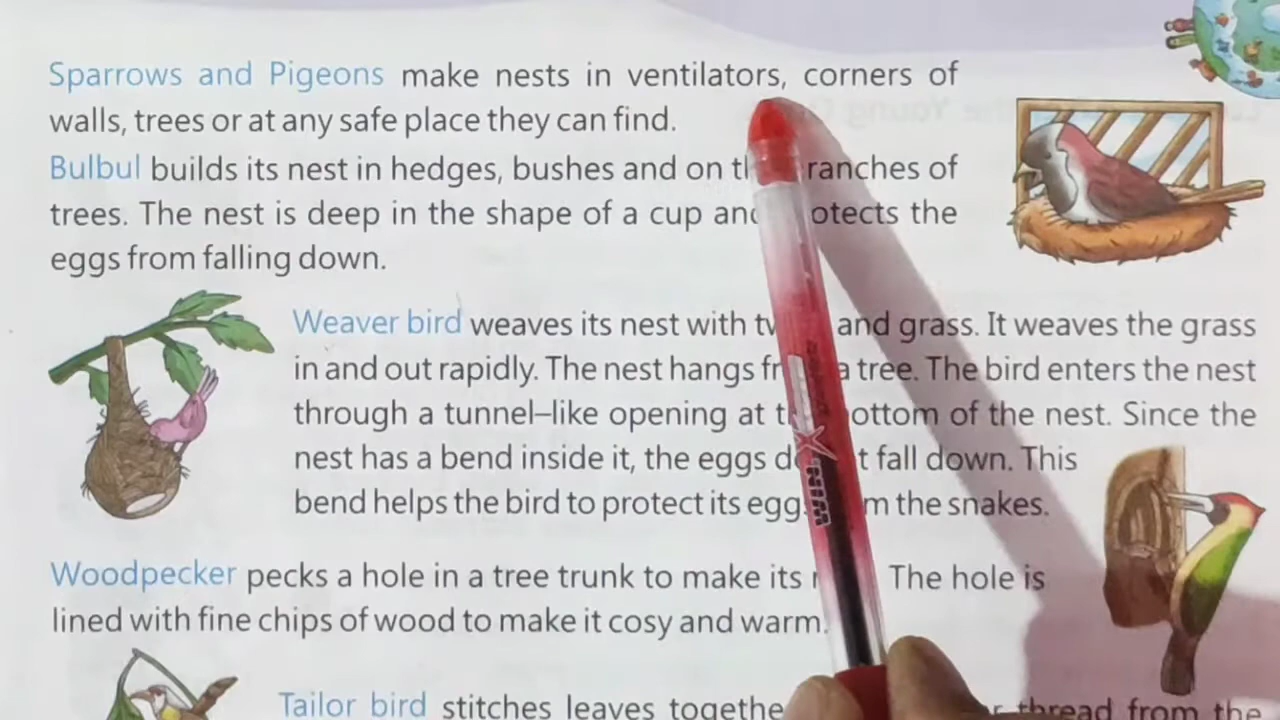 Sparrows and Pigeons make nests in ventilators, corners of
walls, trees or at any safe place they can find.
Bulbul builds its nest in hedges, bushes and on ranches of
trees. The nest is deep in the shape of a cup and otects the
eggs from falling down.
Weaver bird weaves its nest with and grass. It weaves the grass
in and out rapidly. The nest hangs a tree. The bird enters the nest
through a tunnel–like opening at ottom of the nest. Since the
nest has a bend inside it, the eggs fall down. This
bend helps the bird to protect its egg the snakes.
Woodpecker pecks a hole in a tree trunk to make its The hole is
lined with fine chips of wood to make it cosy and warm.
Tailor bird stitches leaves togethe thread from the